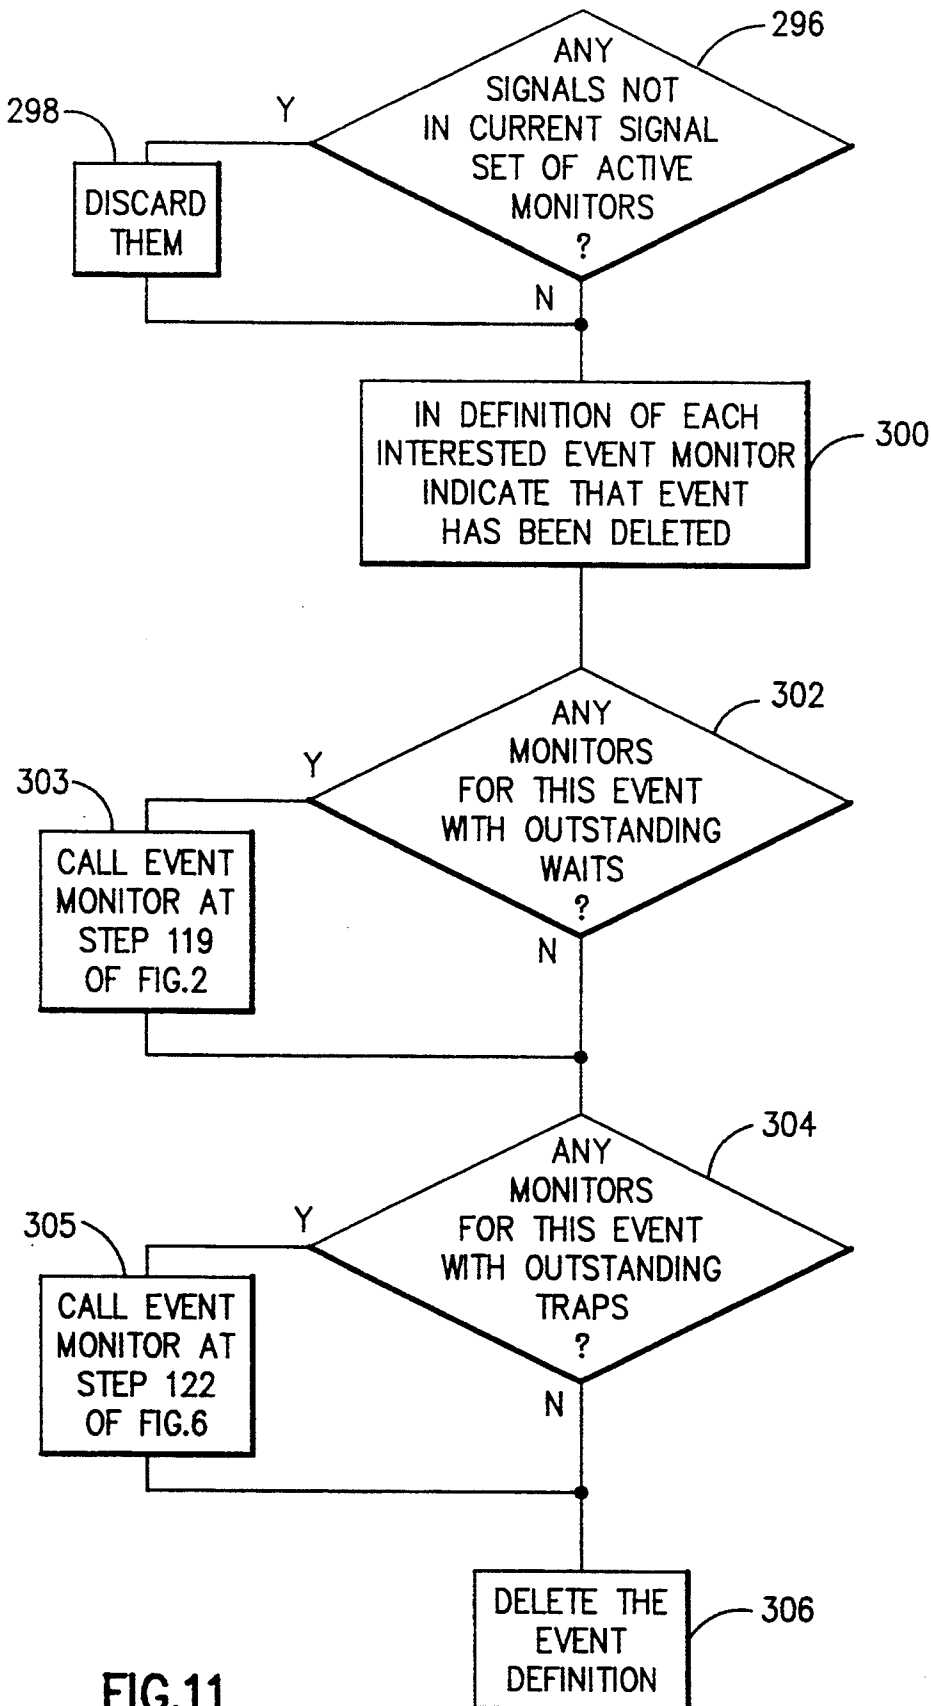 296
ANY
SIGNALS NOT
IN CURRENT SIGNAL
SET OF ACTIVE
MONITORS
?
Y
N
298
DISCARD
THEM
IN DEFINITION OF EACH
INTERESTED EVENT MONITOR
INDICATE THAT EVENT
HAS BEEN DELETED
300
302
ANY
MONITORS
FOR THIS EVENT
WITH OUTSTANDING
WAITS
?
Y
N
303
CALL EVENT
MONITOR AT
STEP 119
OF FIG.2
304
ANY
MONITORS
FOR THIS EVENT
WITH OUTSTANDING
TRAPS
?
Y
N
305
CALL EVENT
MONITOR AT
STEP 122
OF FIG.6
DELETE THE
EVENT
DEFINITION
306
FIG.11